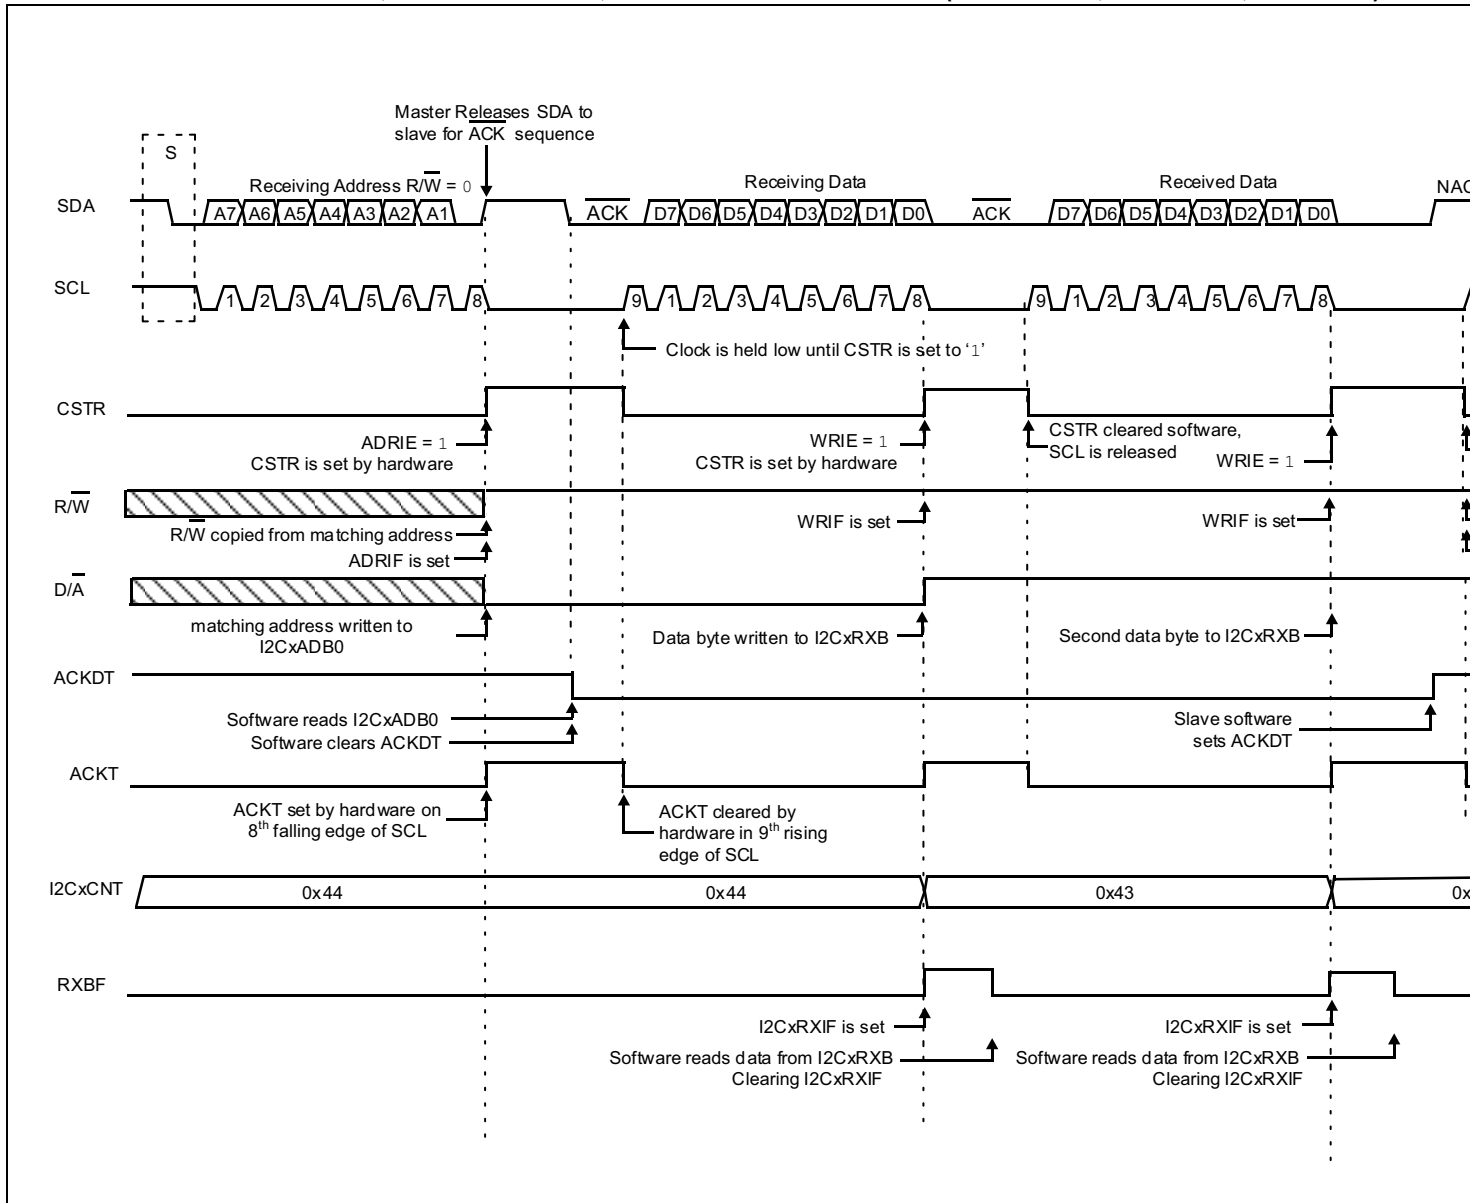 Master Releases SDA to
slave for ACK sequence
S
Receiving Address R/W = 0
Receiving Data
Received Data
SDA
A7 A6 A5 A4 A3 A2 A1
ACK
D7 D6 D5 D4 D3 D2 D1 D0
ACK
D7 D6 D5 D4 D3 D2 D1 D0
SCL
1 2 3 4 5 6 7 8
9 1 2 3 4 5 6 7 8
9 1 2 3 4 5 6 7 8
Clock is held low until CSTR is set to ‘1’
CSTR
ADRIE = 1
CSTR is set by hardware
WRIE = 1
CSTR is set by hardware
CSTR cleared software,
SCL is released
WRIE = 1
R/W
R/W copied from matching address
ADRIF is set
WRIF is set
WRIF is set
D/A
matching address written to
I2CxADB0
Data byte written to I2CxRXB
Second data byte to I2CxRXB
ACKDT
Software reads I2CxADB0
Software clears ACKDT
Slave software
sets ACKDT
ACKT
ACKT set by hardware on
8th falling edge of SCL
ACKT cleared by
hardware in 9th rising
edge of SCL
I2CxCNT
0x44
0x44
0x43
0x
RXBF
I2CxRXIF is set
Software reads data from I2CxRXB
Clearing I2CxRXIF
I2CxRXIF is set
Software reads data from I2CxRXB
Clearing I2CxRXIF